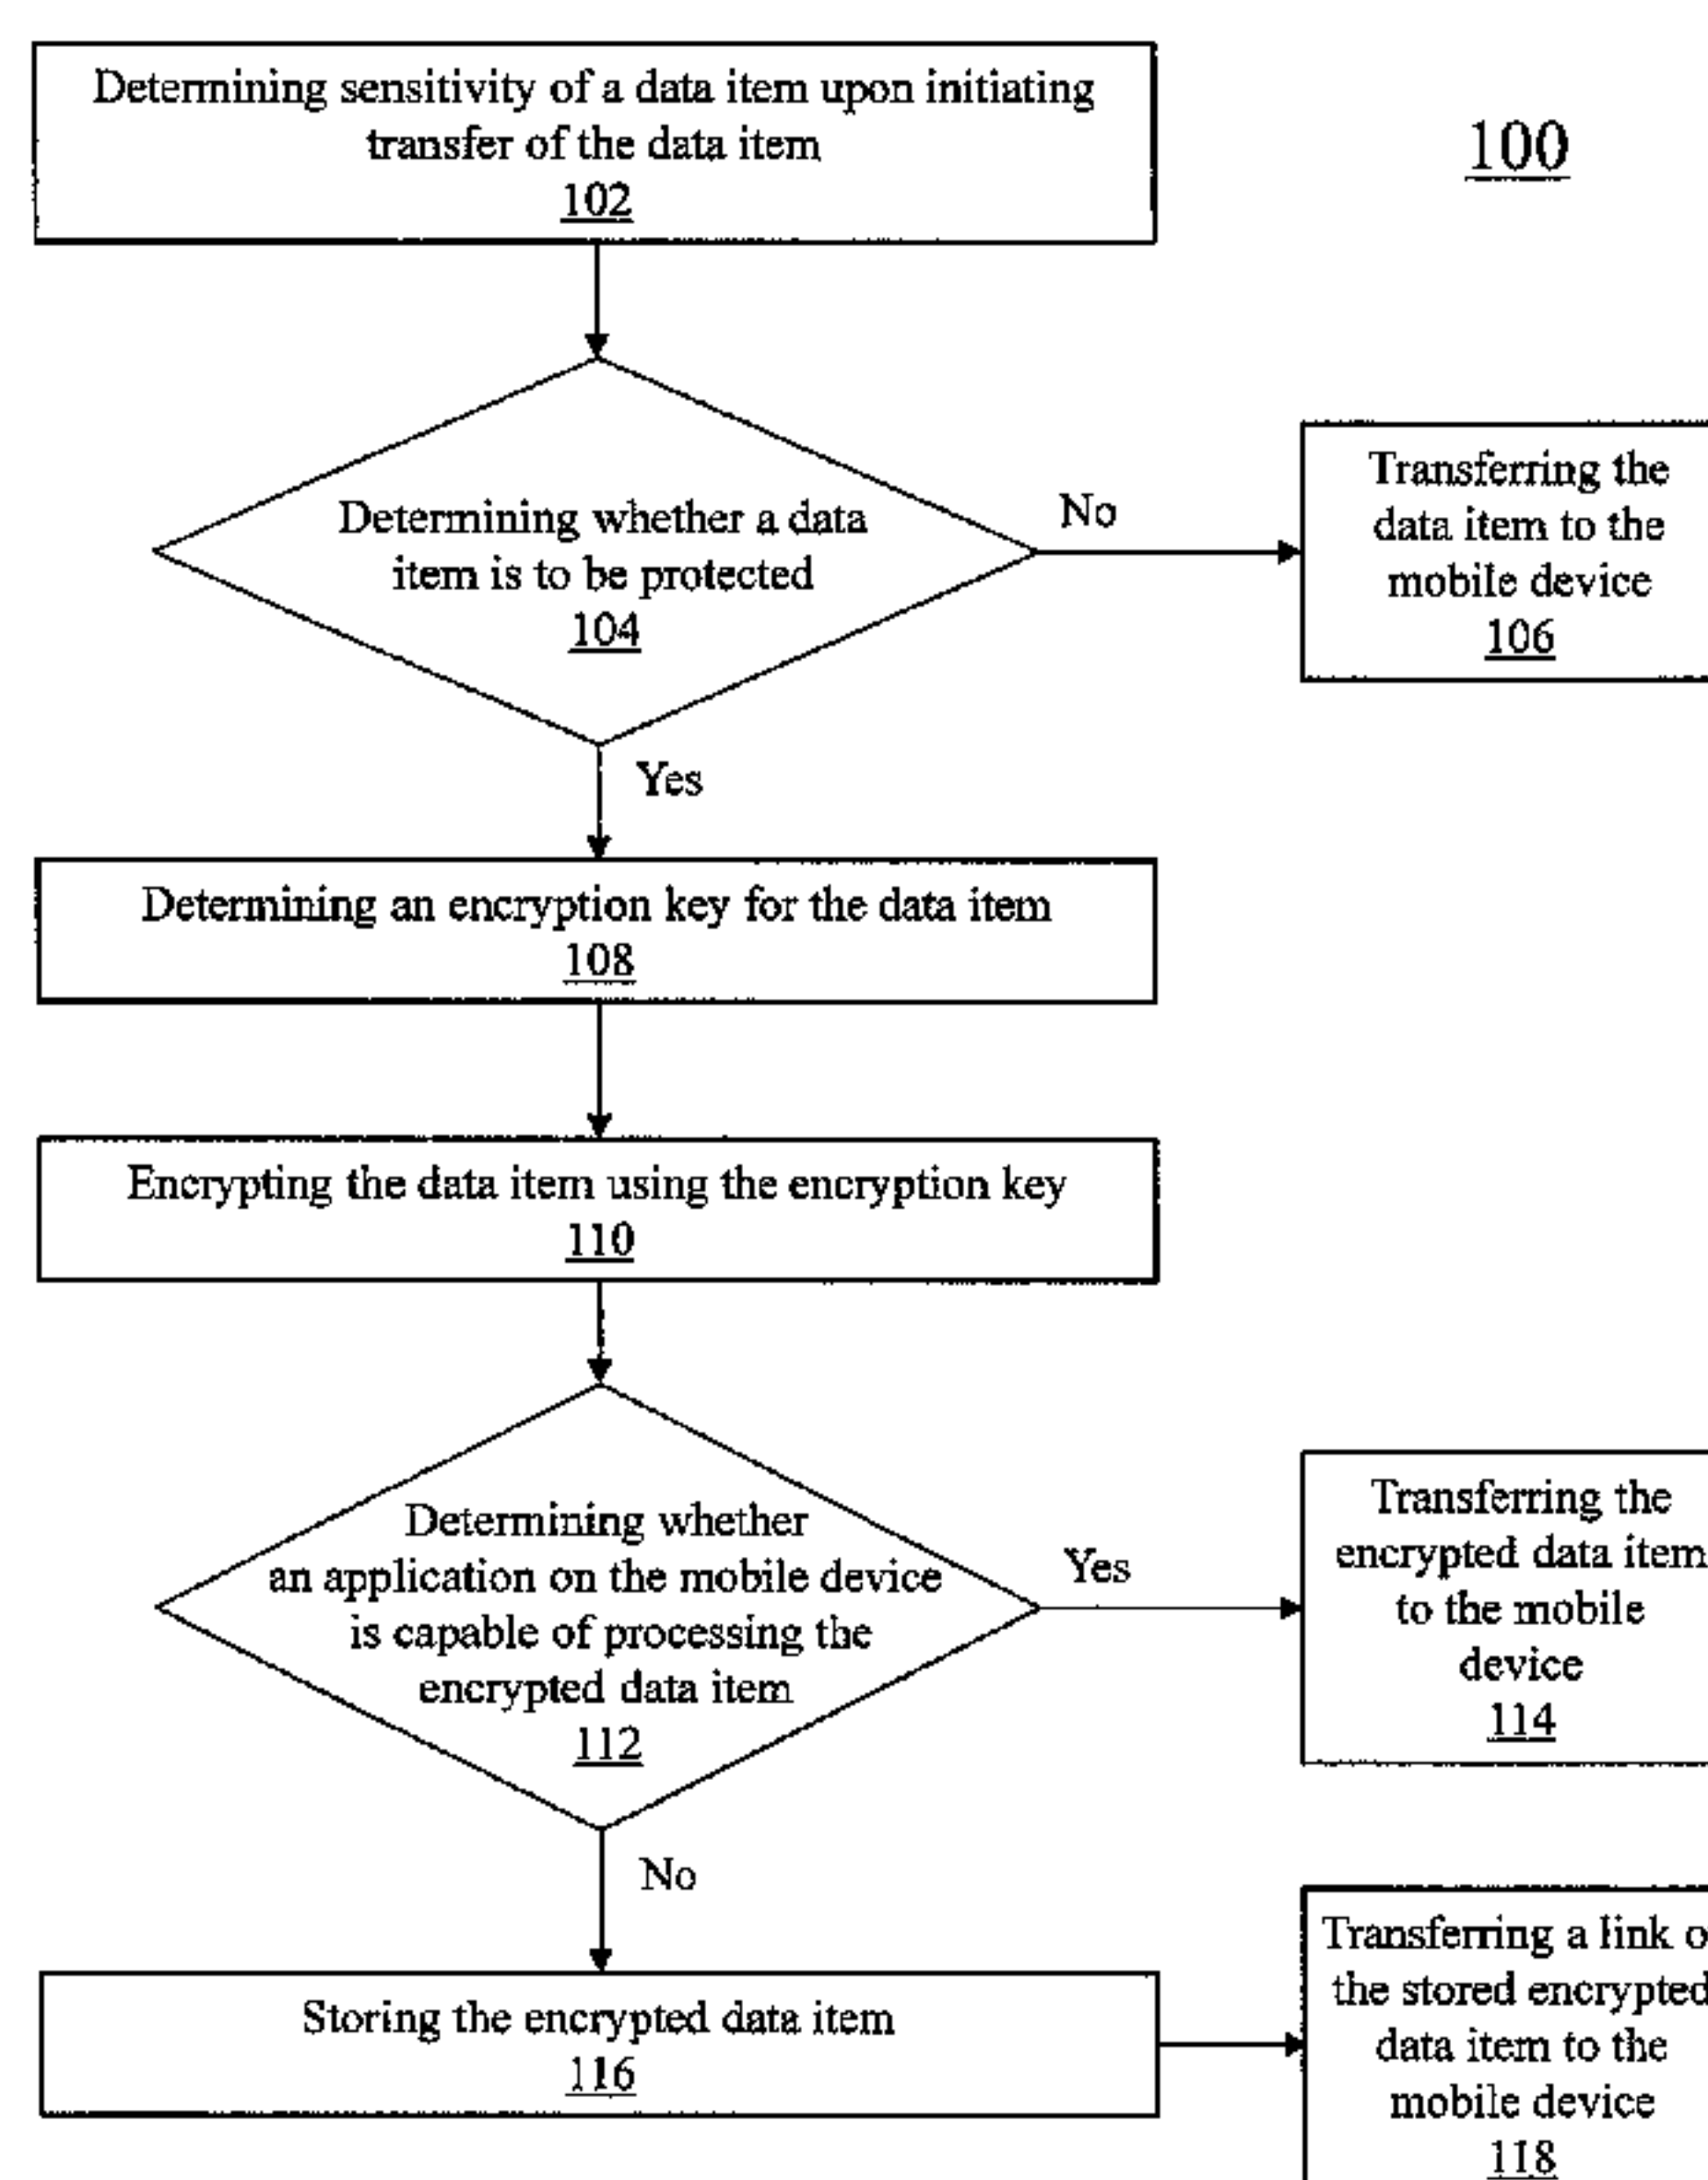 Determining sensitivity of a data item upon initiating
transfer of the data item
102
100
Determining whether a data
item is to be protected
104
No
Transferring the
data item to the
mobile device
106
Yes
Determining an encryption key for the data item
108
Encrypting the data item using the encryption key
110
Determining whether
an application on the mobile device
is capable of processing the
encrypted data item
112
Yes
Transferring the
encrypted data item
to the mobile
device
114
No
Storing the encrypted data item
116
Transferring a link
the stored encrypted
data item to the
mobile device
118